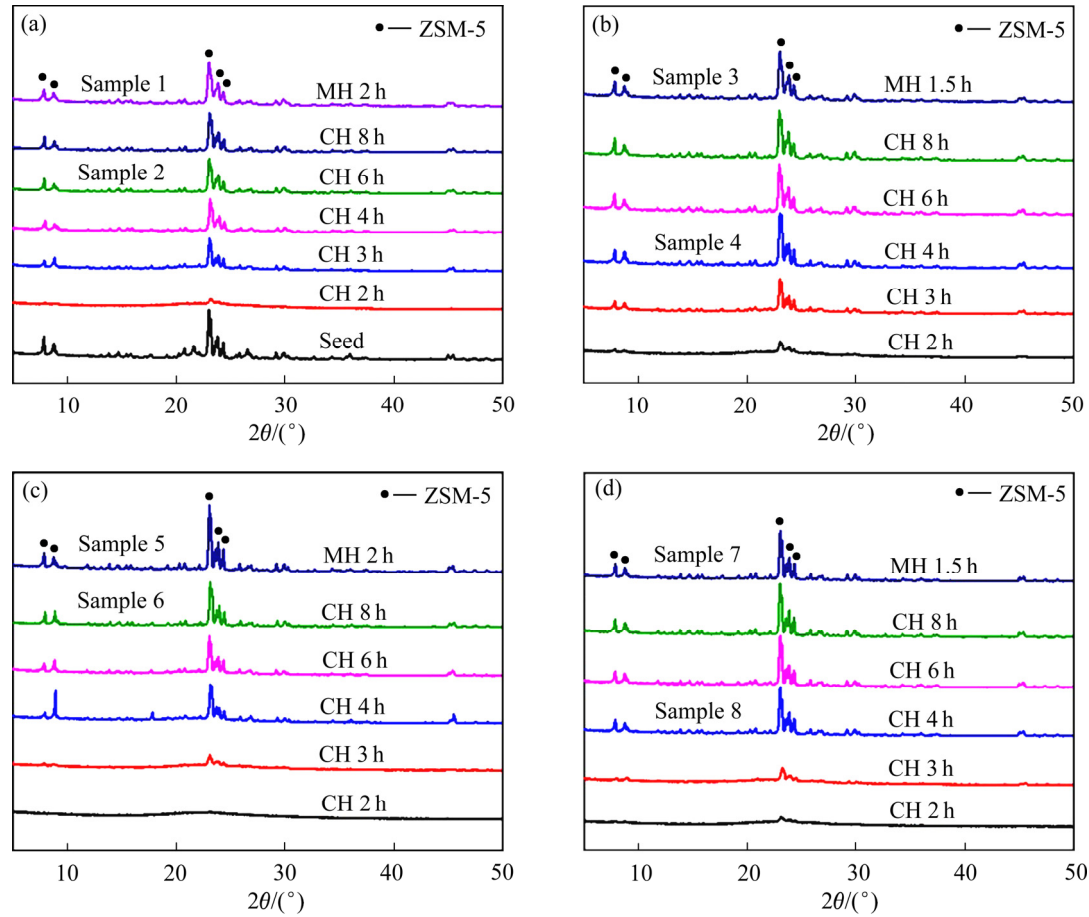 (a)
● — ZSM-5
Sample 1
MH 2 h
CH 8 h
Sample 2
CH 6 h
CH 4 h
CH 3 h
CH 2 h
Seed
10 20 30 40 50
2θ/(°)
(b)
● — ZSM-5
Sample 3
MH 1.5 h
CH 8 h
CH 6 h
Sample 4
CH 4 h
CH 3 h
CH 2 h
10 20 30 40 50
2θ/(°)
(c)
● — ZSM-5
Sample 5
MH 2 h
Sample 6
CH 8 h
CH 6 h
CH 4 h
CH 3 h
CH 2 h
10 20 30 40 50
2θ/(°)
(d)
● — ZSM-5
Sample 7
MH 1.5 h
CH 8 h
CH 6 h
Sample 8
CH 4 h
CH 3 h
CH 2 h
10 20 30 40 50
2θ/(°)